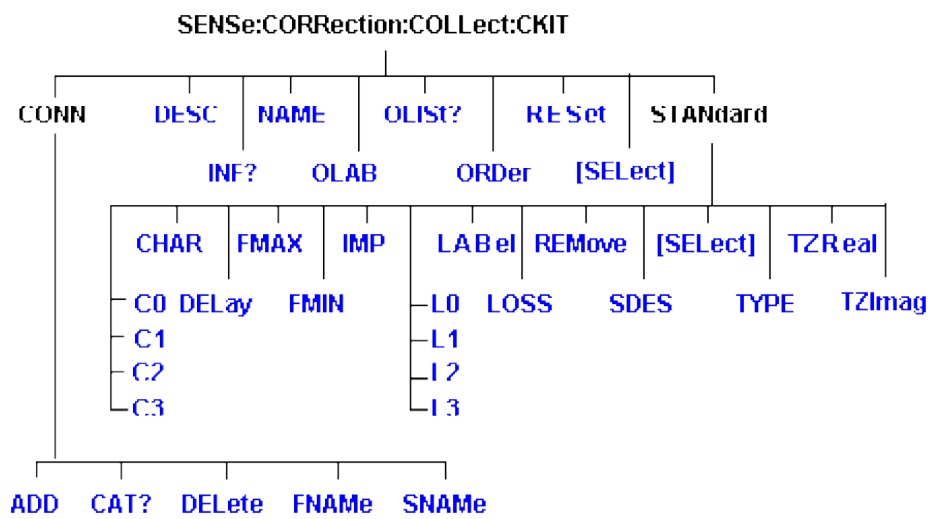 SENSe:CORRection:COLLect:CKIT
CONN DESC NAME OLISt? RESet STANdard
INF? OLAB ORDer [SELect]
CHAR FMAX IMP LABel REMove [SELect] TZReal
C0 DELay FMIN L0 LOSS SDES TYPE TZImag
C1 L1
C2 L2
C3 L3
ADD CAT? DELete FNAMe SNAMe